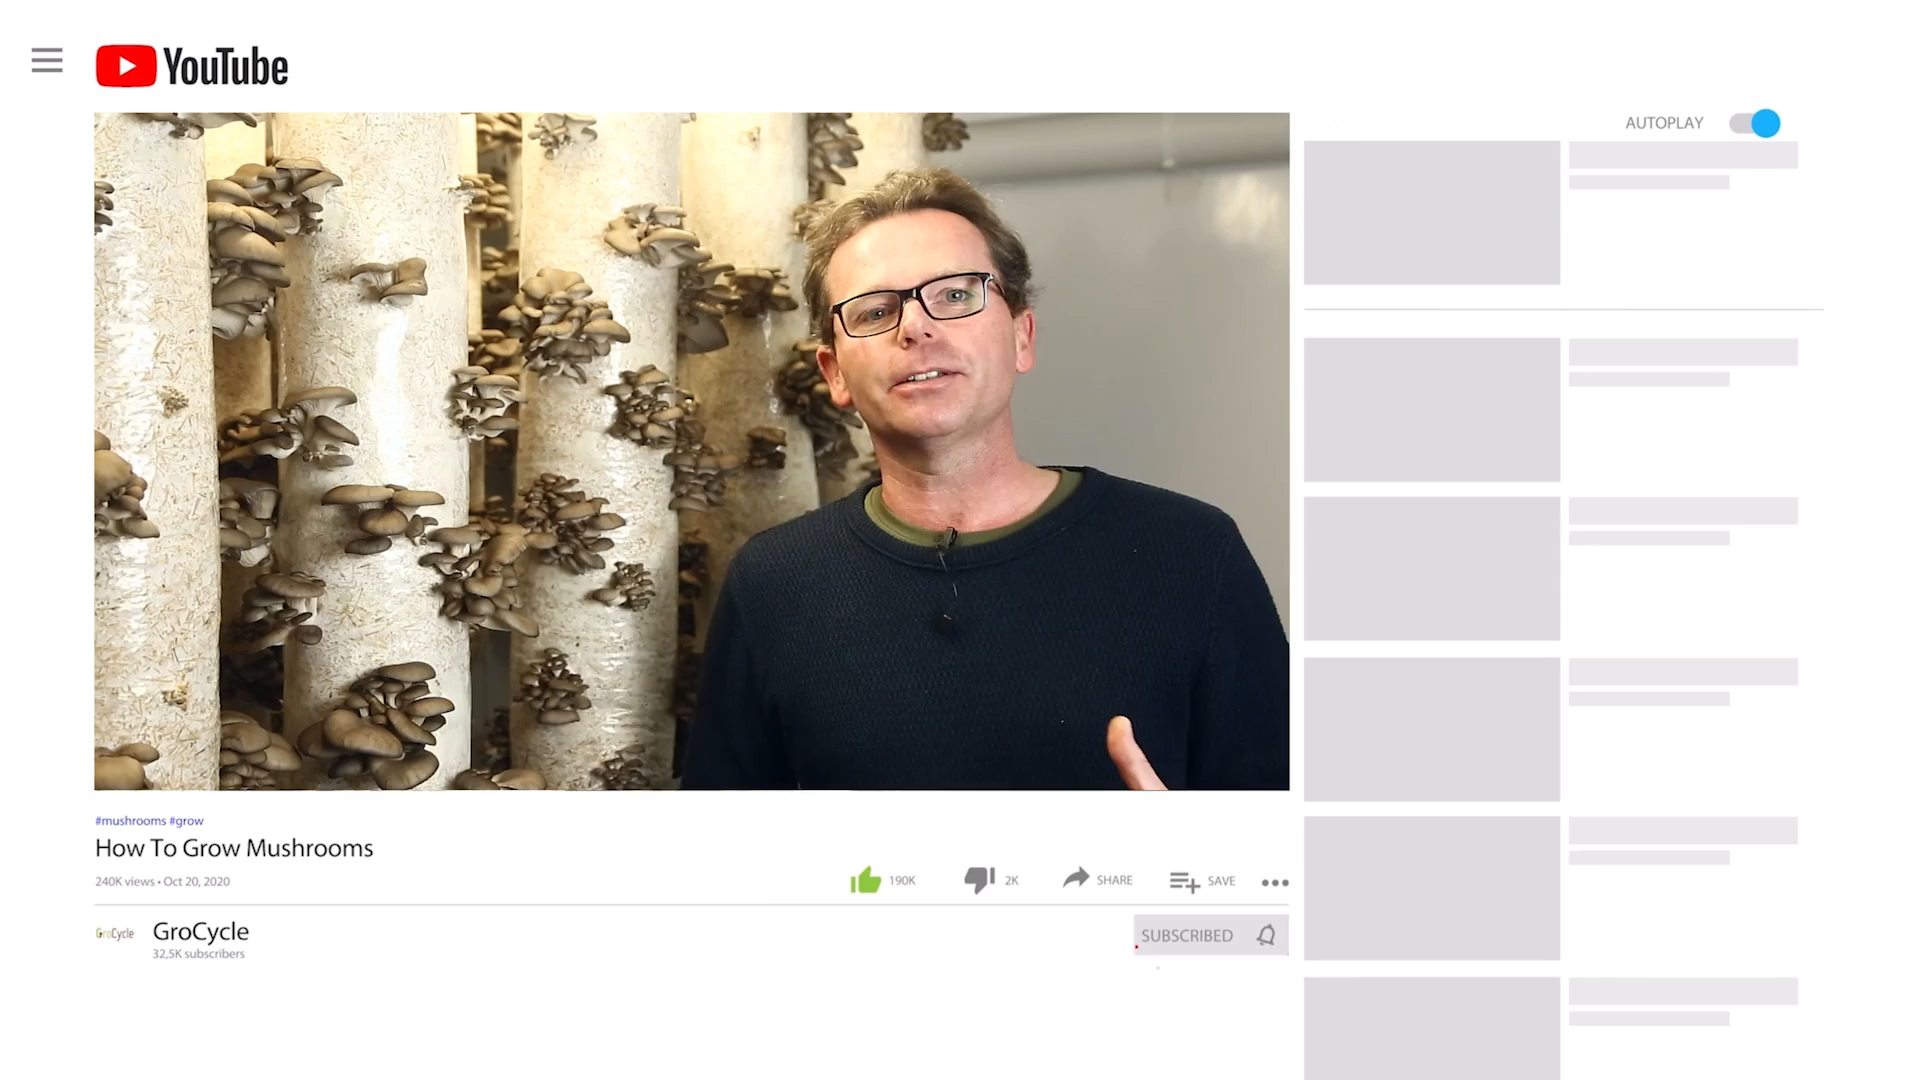 YouTube
AUTOPLAY
#mushrooms #grow
How To Grow Mushrooms
240K views • Oct 20, 2020
190K
2K
SHARE
SAVE
GroCycle
GroCycle
32,5K subscribers
SUBSCRIBED